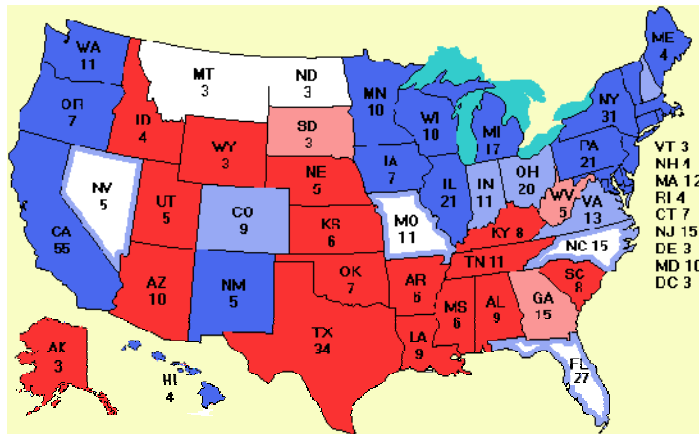 WA
11
OR
7
CA
55
NV
5
ID
4
MT
3
WY
3
UT
5
CO
9
AZ
10
NM
5
ND
3
SD
3
NE
5
KS
6
OK
7
TX
34
MN
10
IA
7
MO
11
AR
6
LA
9
WI
10
IL
21
MI
17
IN
11
OH
20
KY 8
TN 11
MS
6
AL
9
GA
15
FL
27
SC
8
NC 15
VA
13
WV
5
PA
21
NY
31
ME
4
VT 3
NH 4
MA 12
RI 4
CT 7
NJ 15
DE 3
MD 10
DC 3
AK
3
HI
4